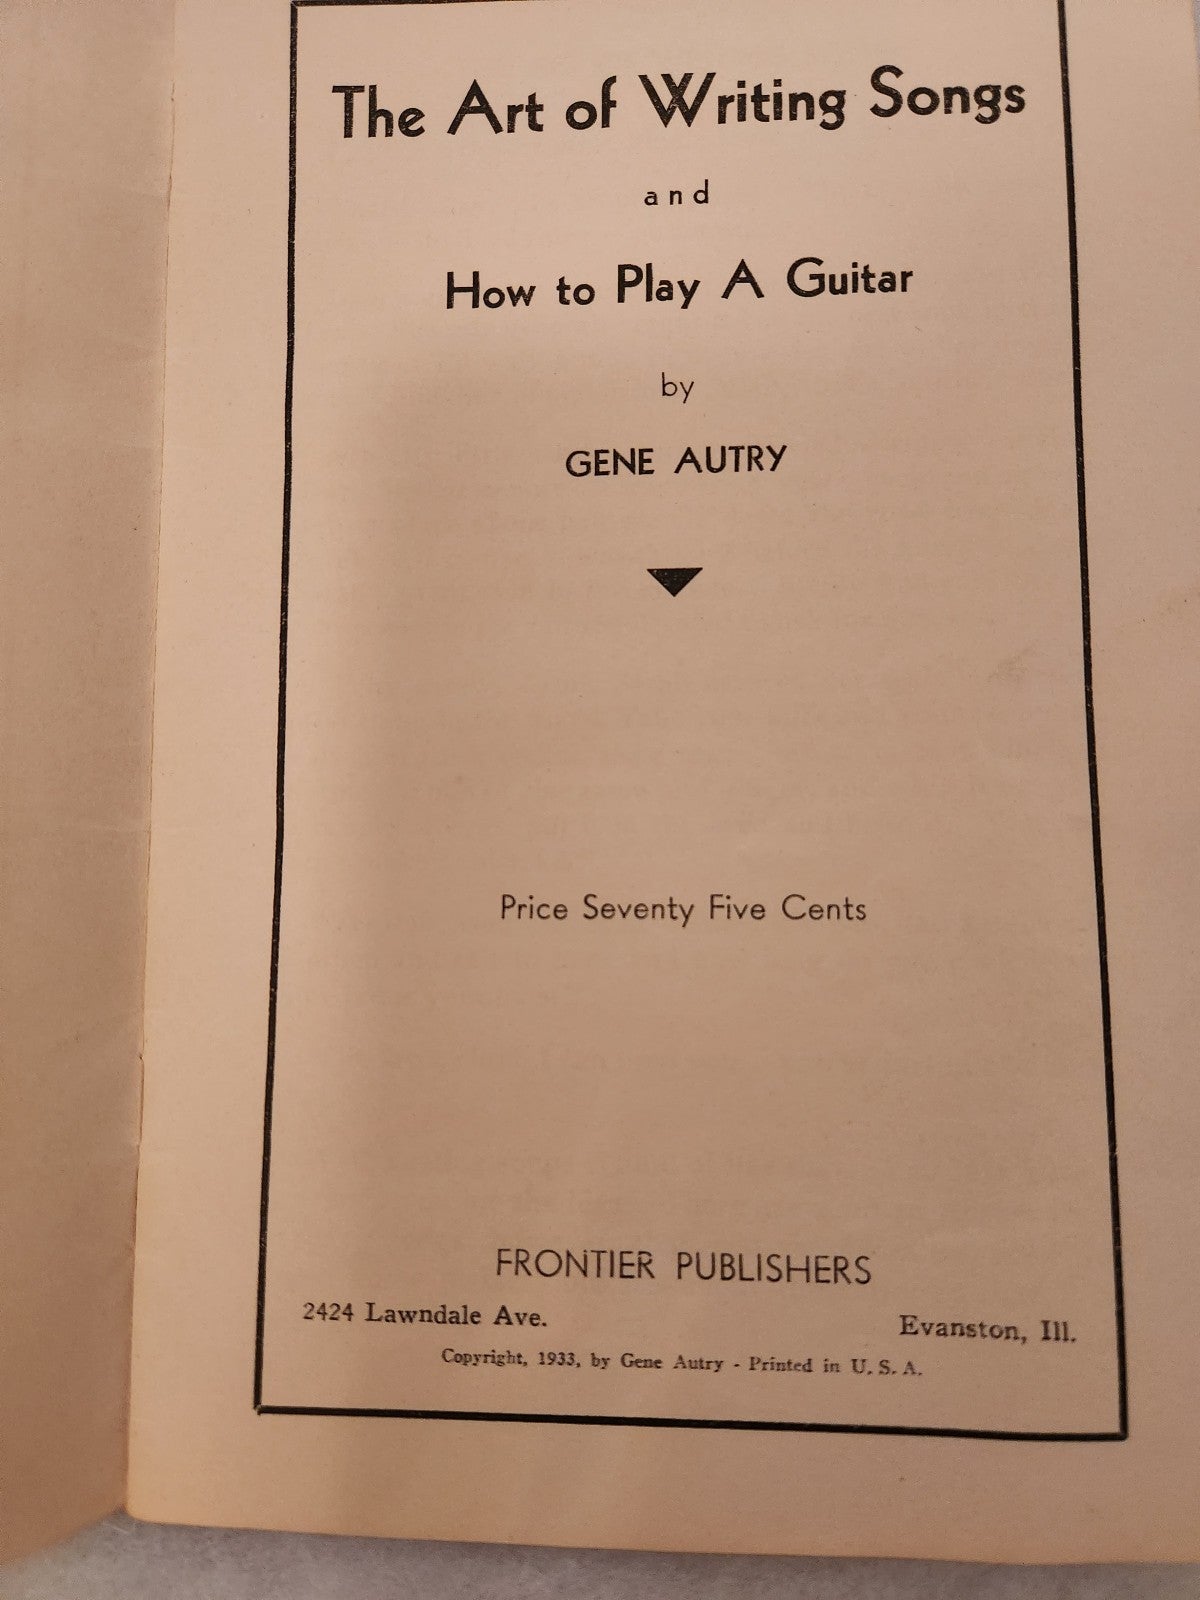 The Art of Writing Songs
and
How to Play A Guitar
by
GENE AUTRY
Price Seventy Five Cents
FRONTIER PUBLISHERS
2424 Lawndale Ave. Evanston, Ill.
Copyright, 1933, by Gene Autry - Printed in U. S. A.